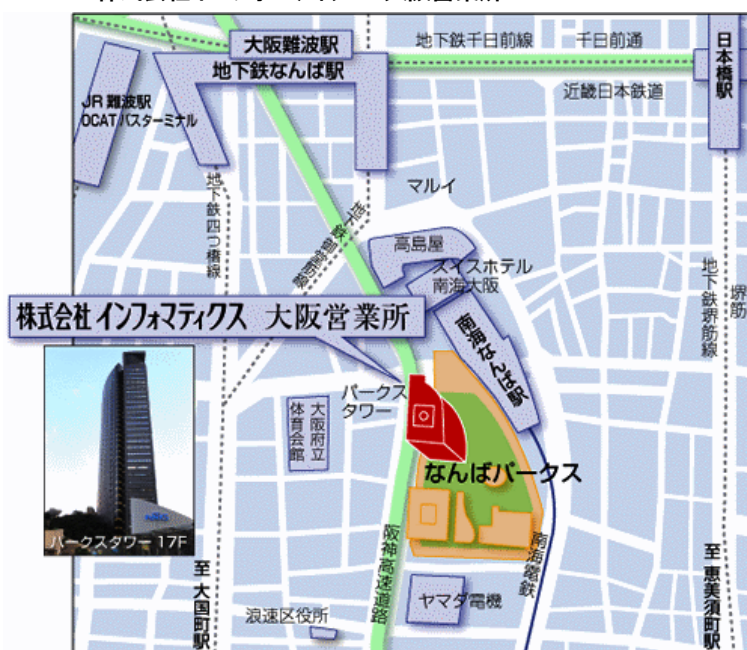 大阪難波駅
地下鉄なんば駅
地下鉄千日前線
千日前通
日本橋駅
近畿日本鉄道
JR難波駅
OCATバスターミナル
地下鉄四つ橋線
地下鉄御堂筋線
マルイ
高島屋
スイスホテル
南海大阪
地下鉄堺筋線
堺筋
株式会社 インフォマティクス 大阪営業所
南海なんば駅
パークス
タワー
大阪府立
体育会館
なんばパークス
パークスタワー 17F
阪神高速道路
南海電鉄
至 大国町駅
至 恵美須町駅
ヤマダ電機
浪速区役所